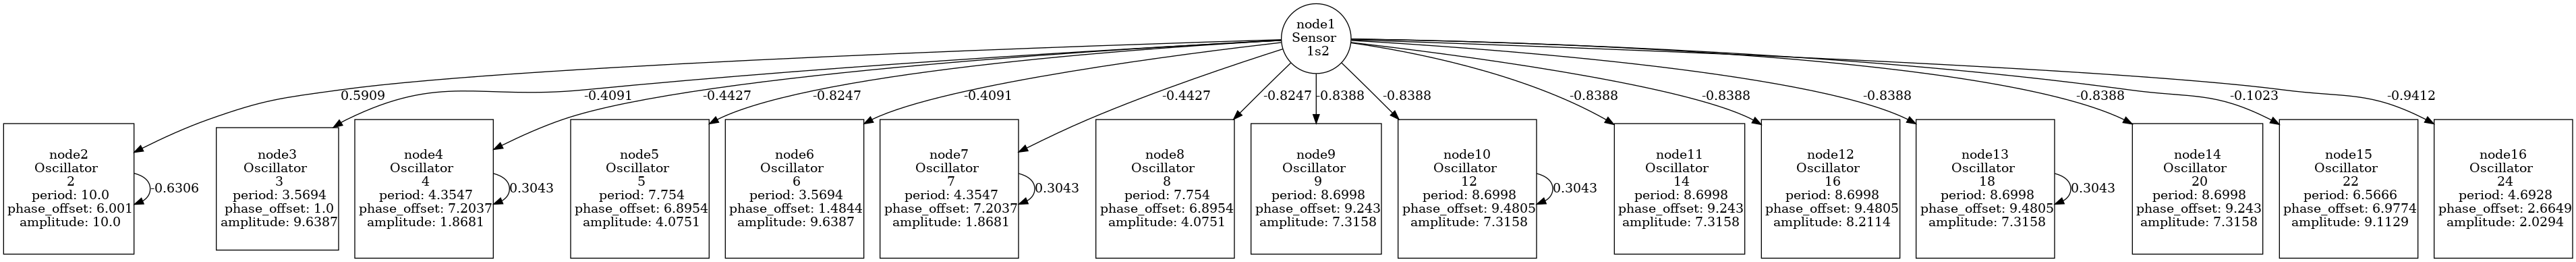 node1
Sensor
1s2
0.5909
-0.4091
-0.4427
-0.8247
-0.4091
-0.4427
-0.8247
-0.8388
-0.8388
-0.8388
-0.8388
-0.8388
-0.8388
-0.1023
-0.9412
node2
Oscillator
2
period: 10.0
phase_offset: 6.001
amplitude: 10.0
-0.6306
node3
Oscillator
3
period: 3.5694
phase_offset: 1.0
amplitude: 9.6387
node4
Oscillator
4
period: 4.3547
phase_offset: 7.2037
amplitude: 1.8681
0.3043
node5
Oscillator
5
period: 7.754
phase_offset: 6.8954
amplitude: 4.0751
node6
Oscillator
6
period: 3.5694
phase_offset: 1.4844
amplitude: 9.6387
node7
Oscillator
7
period: 4.3547
phase_offset: 7.2037
amplitude: 1.8681
0.3043
node8
Oscillator
8
period: 7.754
phase_offset: 6.8954
amplitude: 4.0751
node9
Oscillator
9
period: 8.6998
phase_offset: 9.243
amplitude: 7.3158
node10
Oscillator
12
period: 8.6998
phase_offset: 9.4805
amplitude: 7.3158
0.3043
node11
Oscillator
14
period: 8.6998
phase_offset: 9.243
amplitude: 7.3158
node12
Oscillator
16
period: 8.6998
phase_offset: 9.4805
amplitude: 8.2114
node13
Oscillator
18
period: 8.6998
phase_offset: 9.4805
amplitude: 7.3158
0.3043
node14
Oscillator
20
period: 8.6998
phase_offset: 9.243
amplitude: 7.3158
node15
Oscillator
22
period: 6.5666
phase_offset: 6.9774
amplitude: 9.1129
node16
Oscillator
24
period: 4.6928
phase_offset: 2.6649
amplitude: 2.0294